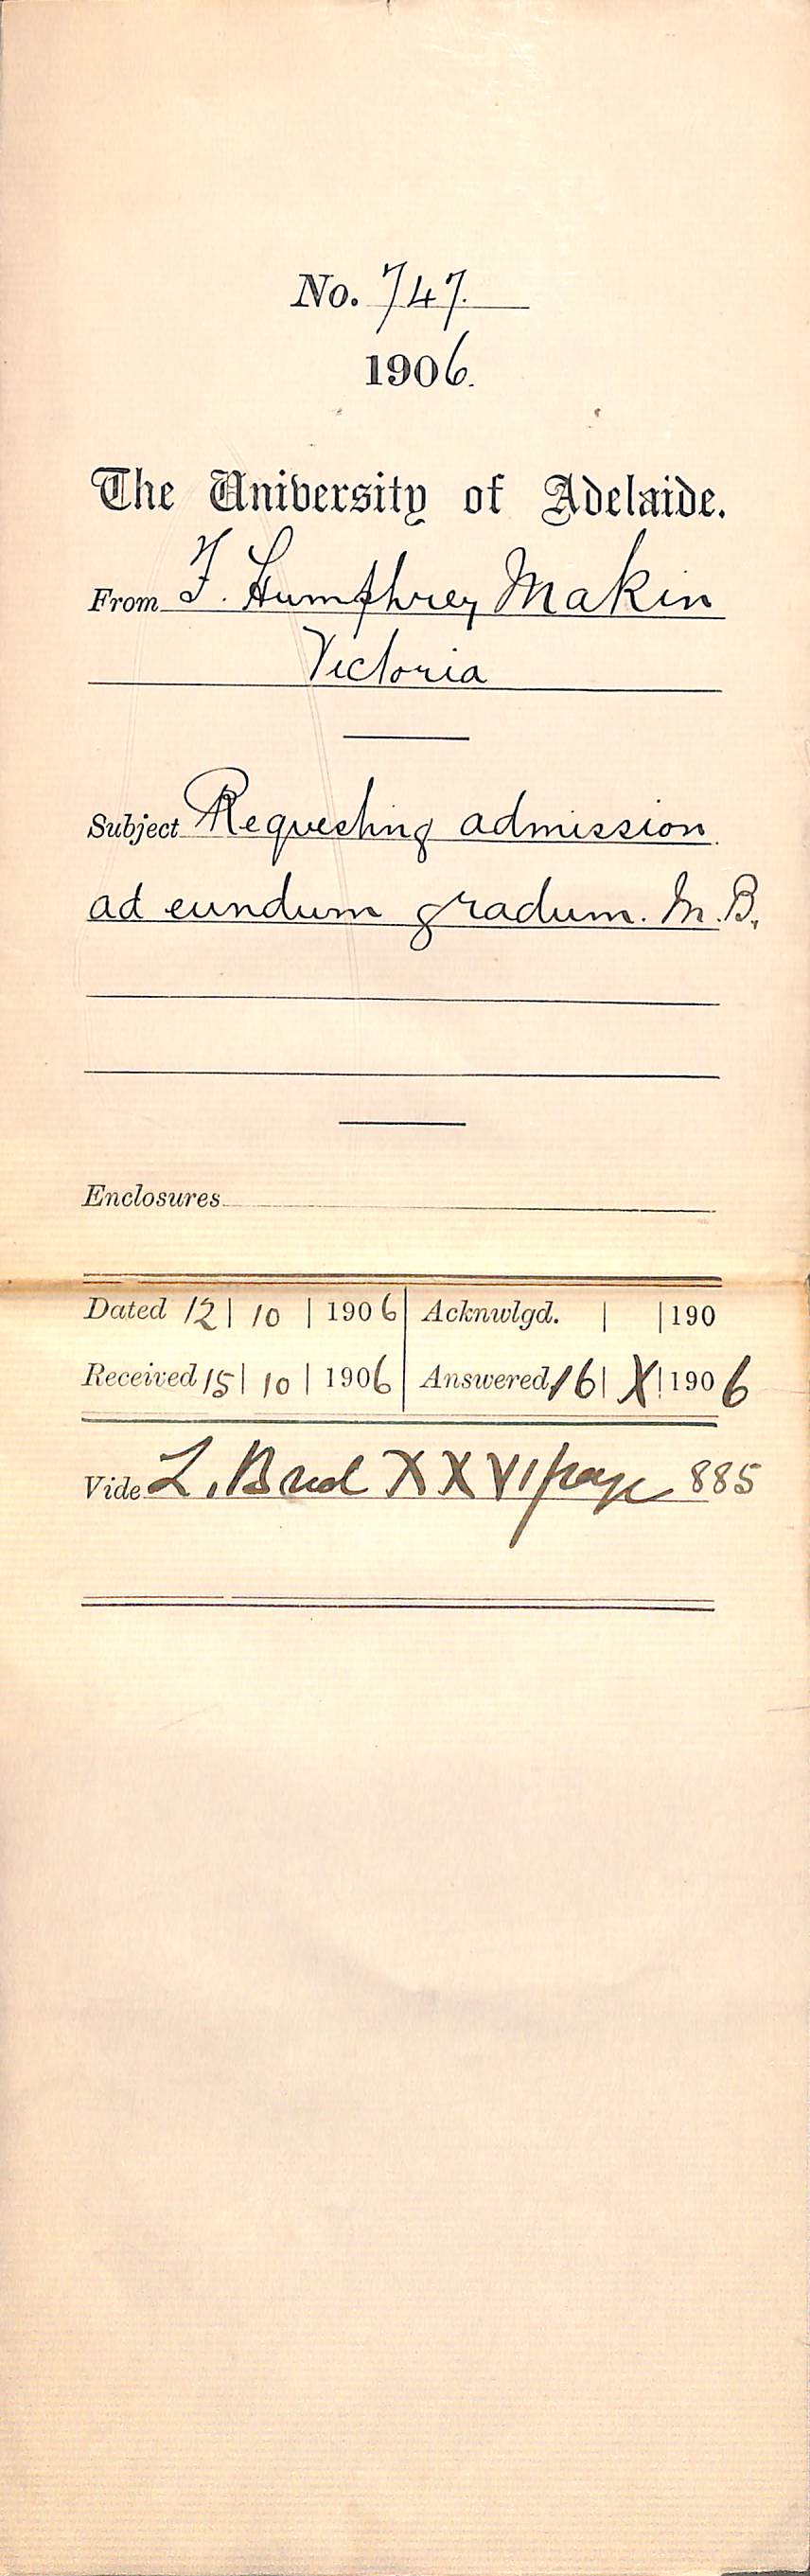 No. 747.
1906.
The University of Adelaide.
From F. Humphrey Makin
Victoria
Subject Requesting admission
ad eundum gradum. M.B.
Enclosures
Dated 12 | 10 | 1906 Acknwlgd. | | 190
Received 15 | 10 | 1906 Answered 16 | X | 1906
Vide L. Book XXVI page 885